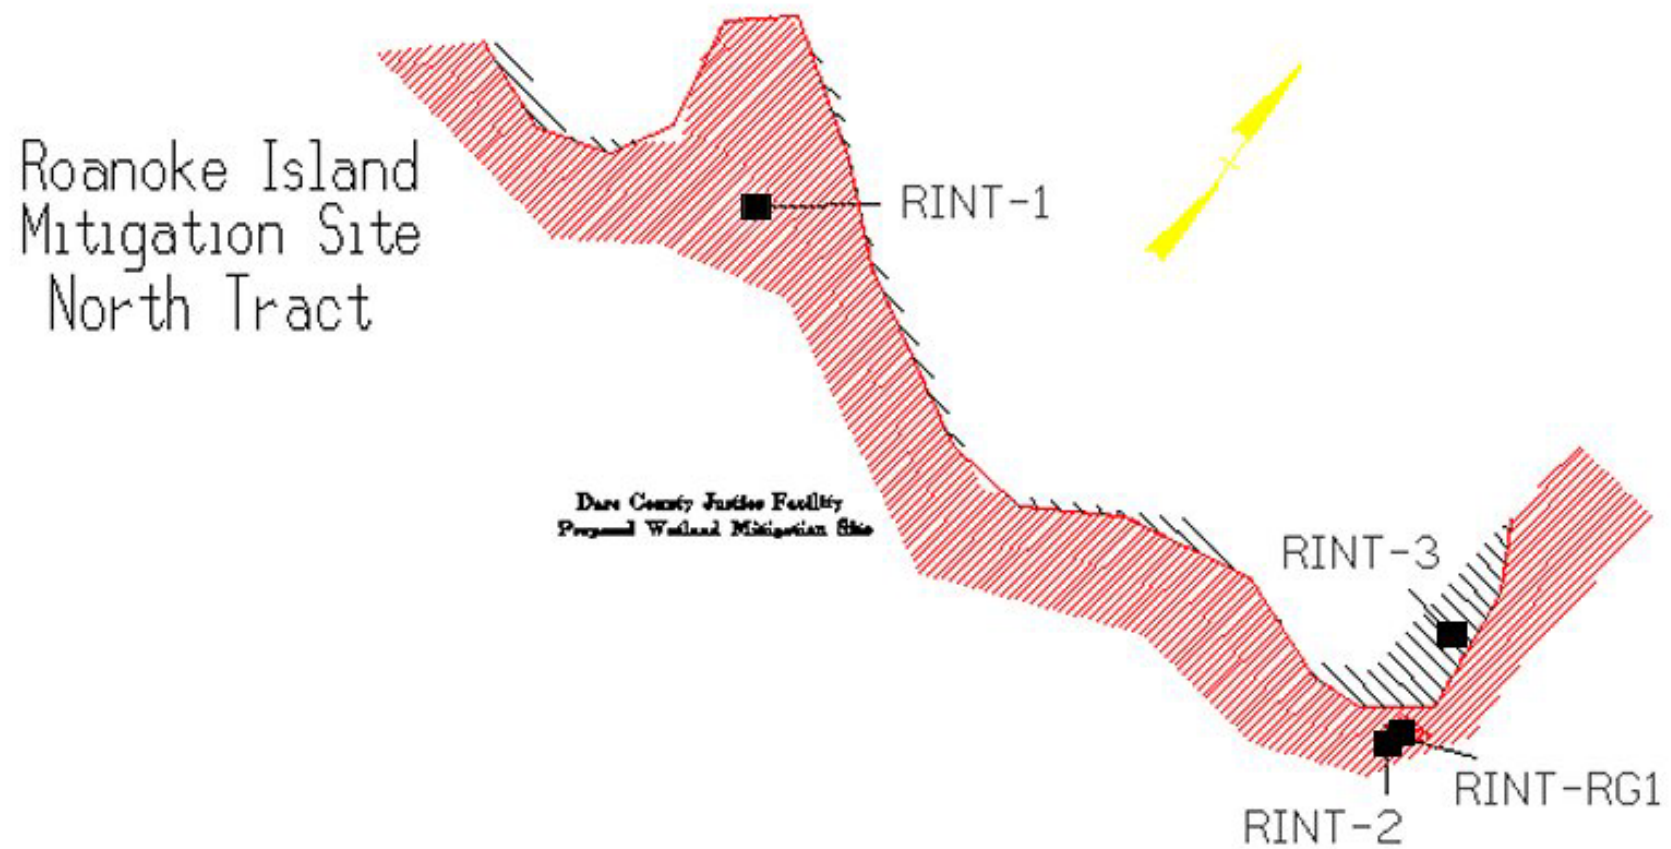 Roanoke Island
Mitigation Site
North Tract
RINT-1
Dare County Justice Facility
Proposed Wetland Mitigation Site
RINT-3
RINT-RG1
RINT-2